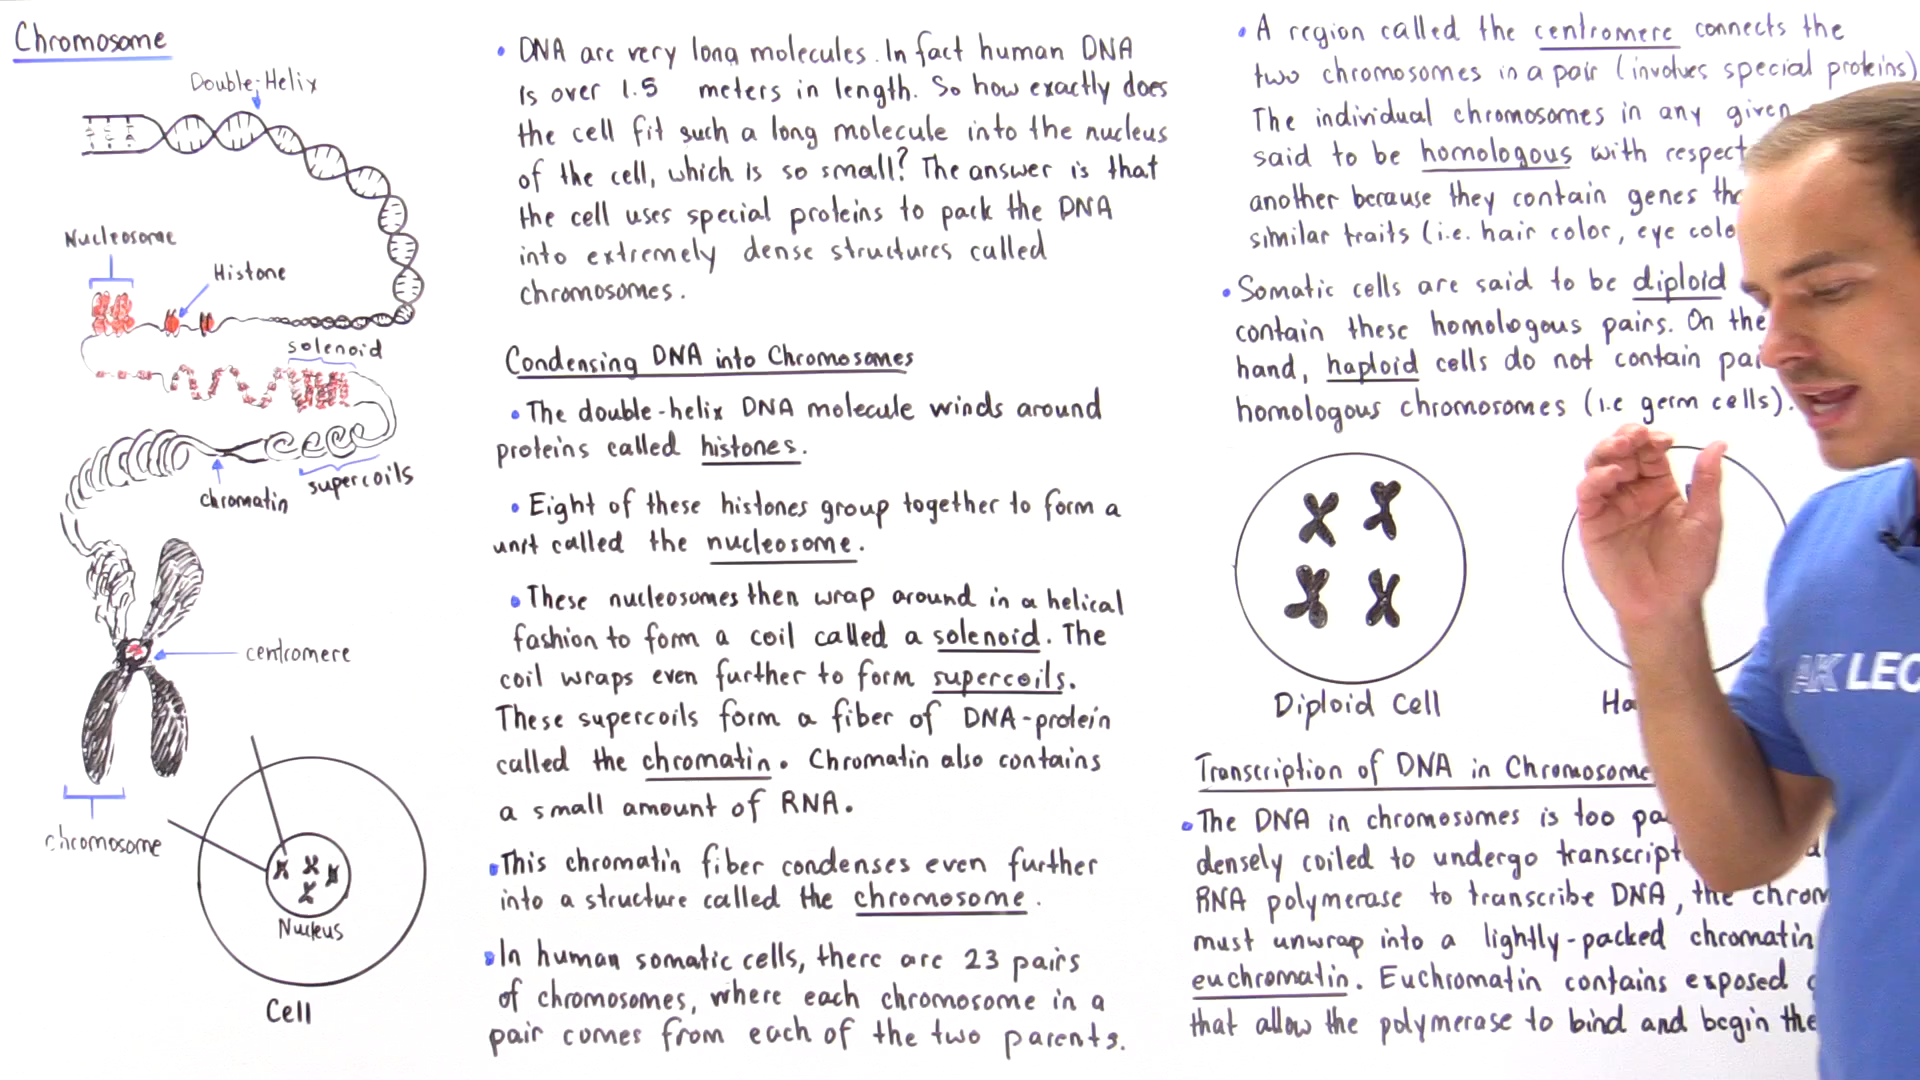 Chromosome
Double-Helix
Nucleosome
Histone
solenoid
chromatin
supercoils
centromere
chromosome
Nucleus
Cell
• DNA are very long molecules. In fact human DNA
is over 1.5 meters in length. So how exactly does
the cell fit such a long molecule into the nucleus
of the cell, which is so small? The answer is that
the cell uses special proteins to pack the DNA
into extremely dense structures called
chromosomes.
Condensing DNA into Chromosomes
• The double-helix DNA molecule winds around
proteins called histones.
• Eight of these histones group together to form a
unit called the nucleosome.
• These nucleosomes then wrap around in a helical
fashion to form a coil called a solenoid. The
coil wraps even further to form supercoils.
These supercoils form a fiber of DNA-protein
called the chromatin. Chromatin also contains
a small amount of RNA.
• This chromatin fiber condenses even further
into a structure called the chromosome.
• In human somatic cells, there are 23 pairs
of chromosomes, where each chromosome in a
pair comes from each of the two parents.
• A region called the centromere connects the
two chromosomes in a pair (involves special proteins)
The individual chromosomes in any given
said to be homologous with respect
another because they contain genes
similar traits (i.e. hair color, eye
• Somatic cells are said to be diploid
contain these homologous pairs. On the
hand, haploid cells do not contain
homologous chromosomes (i.e germ cells).
Diploid Cell
Transcription of DNA in Chromosome
• The DNA in chromosomes is too
densely coiled to undergo
RNA polymerase to transcribe DNA, the
must unwrap into a lightly-packed chromatin
euchromatin. Euchromatin contains exposed
that allow the polymerase to bind and begin the
AK LEC